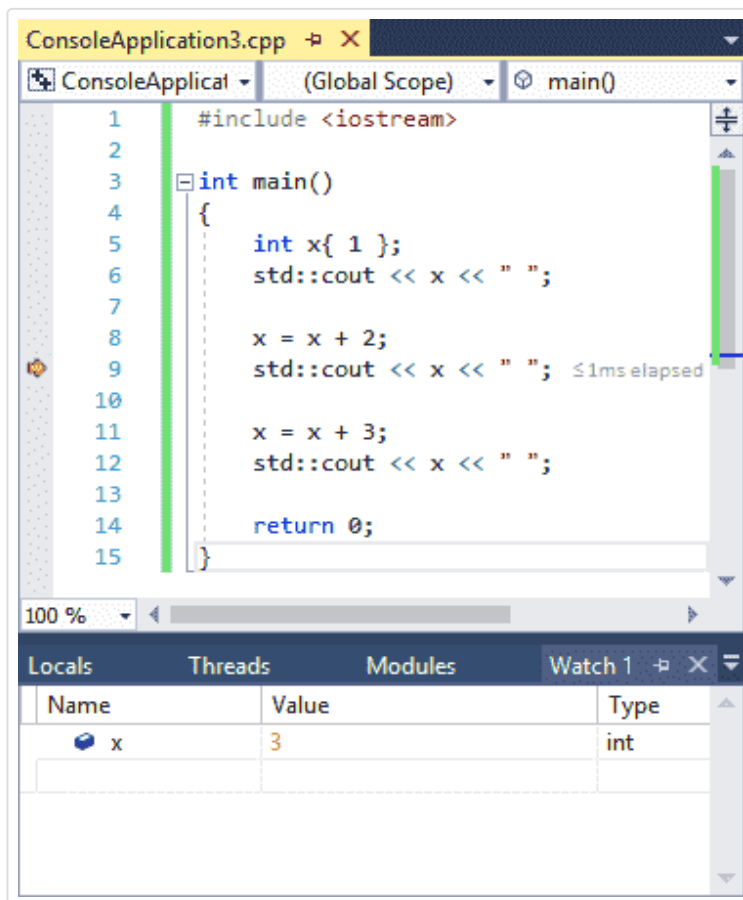 ConsoleApplication3.cpp
ConsoleApplicat (Global Scope) main()
1 #include <iostream>
2
3 int main()
4 {
5 int x{ 1 };
6 std::cout << x << " ";
7
8 x = x + 2;
9 std::cout << x << " "; ≤1ms elapsed
10
11 x = x + 3;
12 std::cout << x << " ";
13
14 return 0;
15 }
100 %
Locals Threads Modules Watch 1
Name Value Type
x 3 int